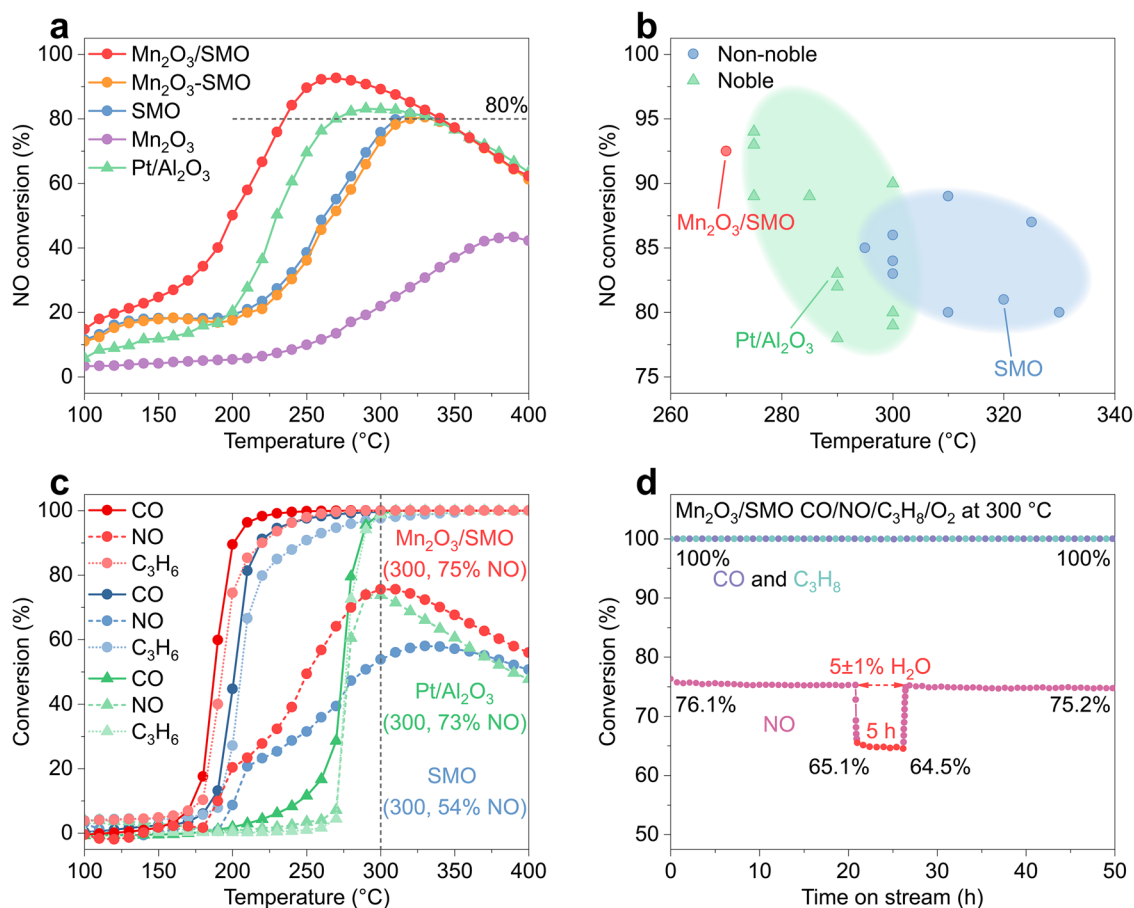 a
100
80
60
40
20
0
NO conversion (%)
Mn₂O₃/SMO
Mn₂O₃-SMO
SMO
Mn₂O₃
Pt/Al₂O₃
80%
100 150 200 250 300 350 400
Temperature (°C)
b
100
95
90
85
80
75
NO conversion (%)
Non-noble
Noble
Mn₂O₃/SMO
Pt/Al₂O₃
SMO
260 280 300 320 340
Temperature (°C)
c
100
80
60
40
20
0
Conversion (%)
CO
NO
C₃H₆
CO
NO
C₃H₆
CO
NO
C₃H₆
Mn₂O₃/SMO
(300, 75% NO)
Pt/Al₂O₃
(300, 73% NO)
SMO
(300, 54% NO)
100 150 200 250 300 350 400
Temperature (°C)
d
100
95
90
85
80
75
70
65
60
55
50
Conversion (%)
Mn₂O₃/SMO CO/NO/C₃H₈/O₂ at 300 °C
100% 100%
CO and C₃H₈
5±1% H₂O
76.1% 75.2%
NO
5 h
65.1% 64.5%
0 10 20 30 40 50
Time on stream (h)